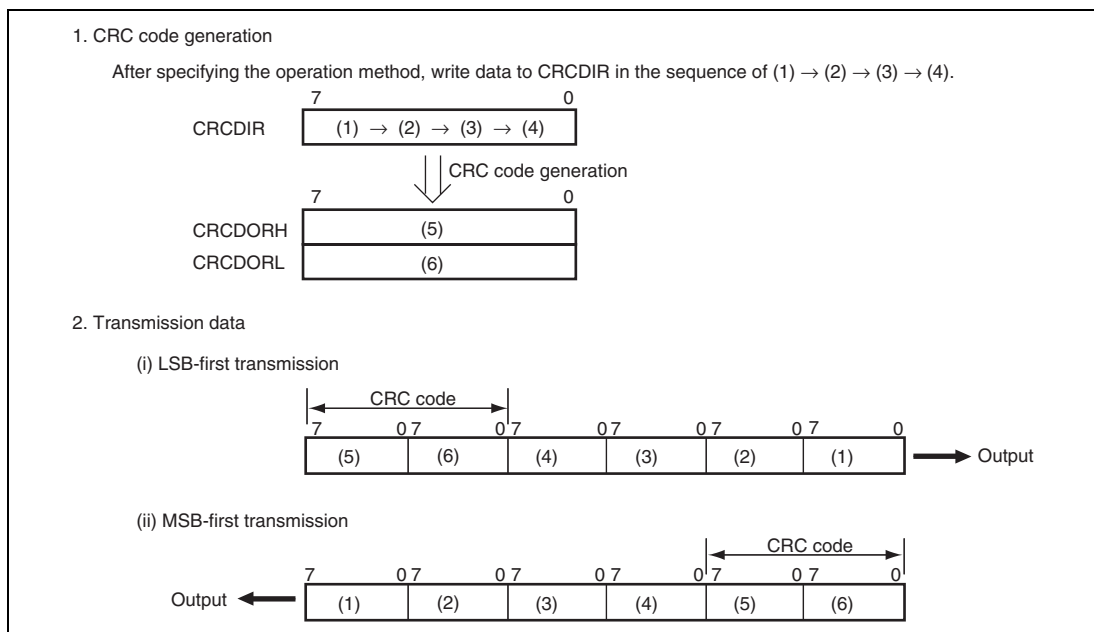 1. CRC code generation
After specifying the operation method, write data to CRCDIR in the sequence of (1) → (2) → (3) → (4).
7 0
CRCDIR (1) → (2) → (3) → (4)
CRC code generation
7 0
CRCDORH (5)
CRCDORL (6)
2. Transmission data
(i) LSB-first transmission
CRC code
7 0 7 0 7 0 7 0 7 0 7 0
(5) (6) (4) (3) (2) (1) Output
(ii) MSB-first transmission
CRC code
7 0 7 0 7 0 7 0 7 0 7 0
Output (1) (2) (3) (4) (5) (6)